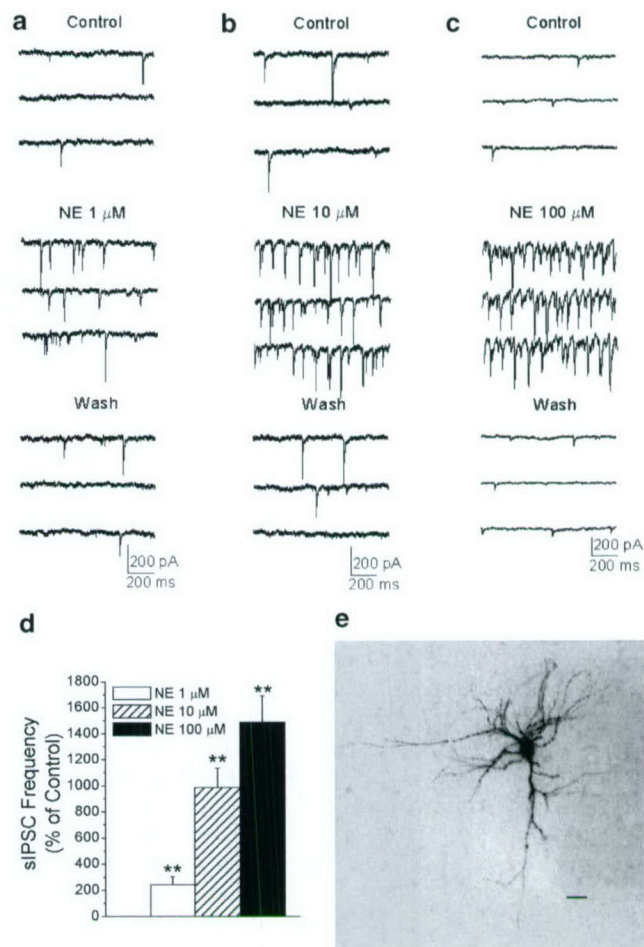 a
Control
b
Control
c
Control
NE 1 μM
NE 10 μM
NE 100 μM
Wash
Wash
Wash
200 pA
200 ms
200 pA
200 ms
200 pA
200 ms
d
sIPSC Frequency
(% of Control)
1800
1600
1400
1200
1000
800
600
400
200
0
NE 1 μM
NE 10 μM
NE 100 μM
**
**
**
e